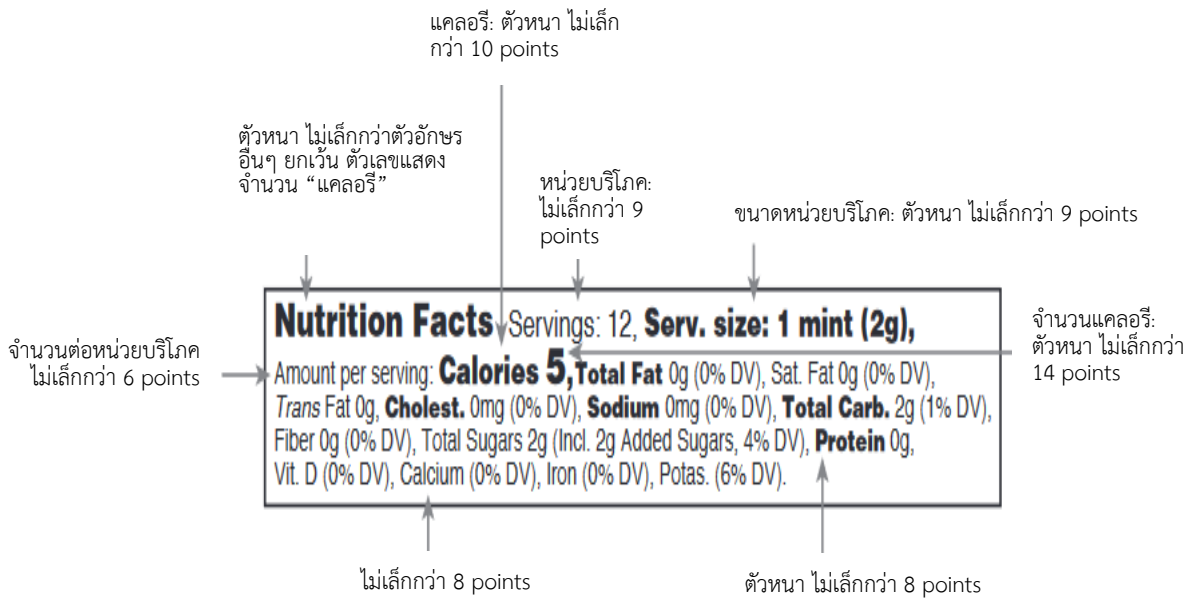 แคลอรี: ตัวหนา ไม่เล็ก
กว่า 10 points
ตัวหนา ไม่เล็กกว่าตัวอักษร
อื่นๆ ยกเว้น ตัวเลขแสดง
จำนวน “แคลอรี”
หน่วยบริโภค:
ไม่เล็กกว่า 9
points
ขนาดหน่วยบริโภค: ตัวหนา ไม่เล็กกว่า 9 points
จำนวนต่อหน่วยบริโภค
ไม่เล็กกว่า 6 points
Nutrition Facts Servings: 12, Serv. size: 1 mint (2g),
Amount per serving: Calories 5, Total Fat 0g (0% DV), Sat. Fat 0g (0% DV),
Trans Fat 0g, Cholest. 0mg (0% DV), Sodium 0mg (0% DV), Total Carb. 2g (1% DV),
Fiber 0g (0% DV), Total Sugars 2g (Incl. 2g Added Sugars, 4% DV), Protein 0g,
Vit. D (0% DV), Calcium (0% DV), Iron (0% DV), Potas. (6% DV).
จำนวนแคลอรี:
ตัวหนา ไม่เล็กกว่า
14 points
ไม่เล็กกว่า 8 points
ตัวหนา ไม่เล็กกว่า 8 points